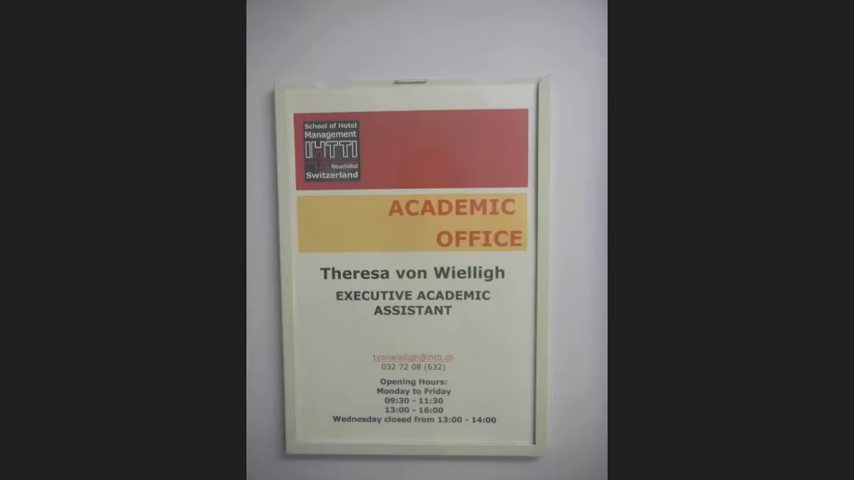 School of Hotel
Management
IHTTI
Neuchâtel
Switzerland
ACADEMIC
OFFICE
Theresa von Wielligh
EXECUTIVE ACADEMIC
ASSISTANT
tvonwielligh@ihtti.ch
032 72 08 (632)
Opening Hours:
Monday to Friday
09:30 - 11:30
13:00 - 16:00
Wednesday closed from 13:00 - 14:00